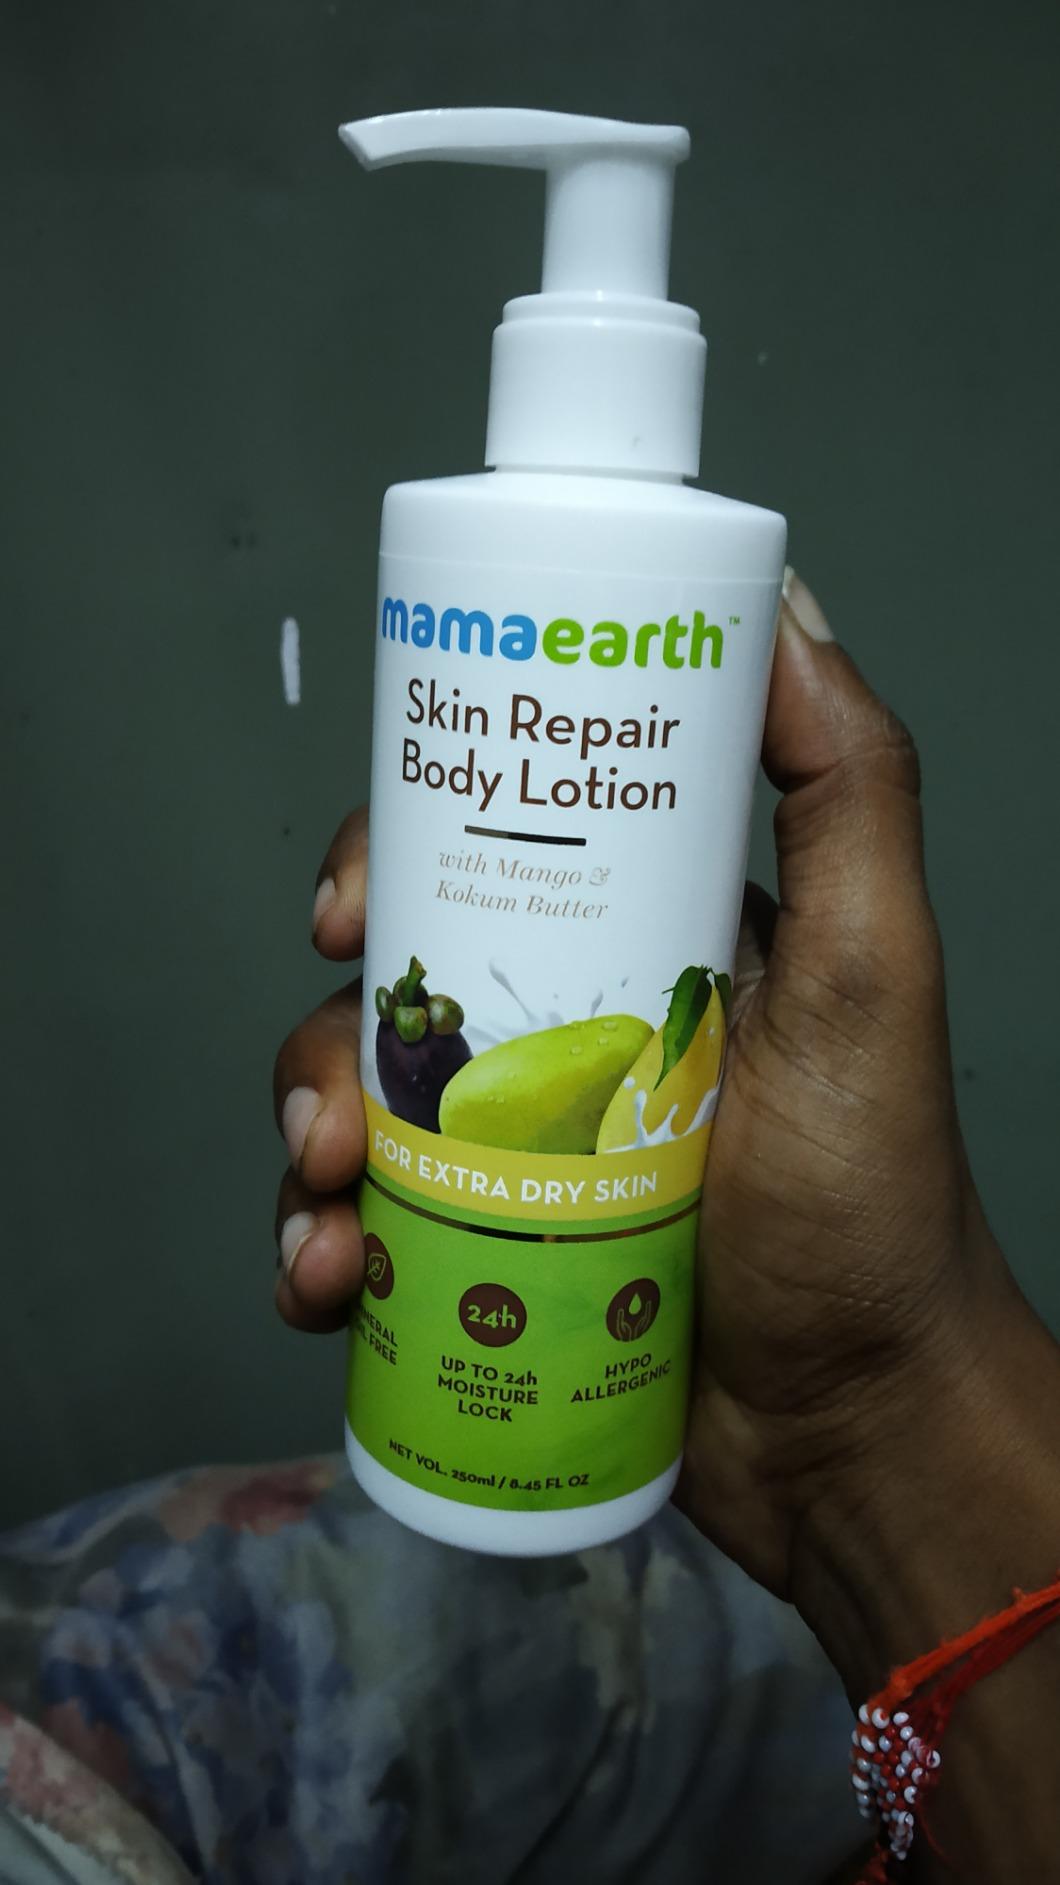 mamaearth™
Skin Repair
Body Lotion
with Mango &
Kokum Butter
FOR EXTRA DRY SKIN
FREE
24h
UP TO 24h
MOISTURE
LOCK
HYPO
ALLERGENIC
NET VOL. 250ml / 8.45 FL OZ